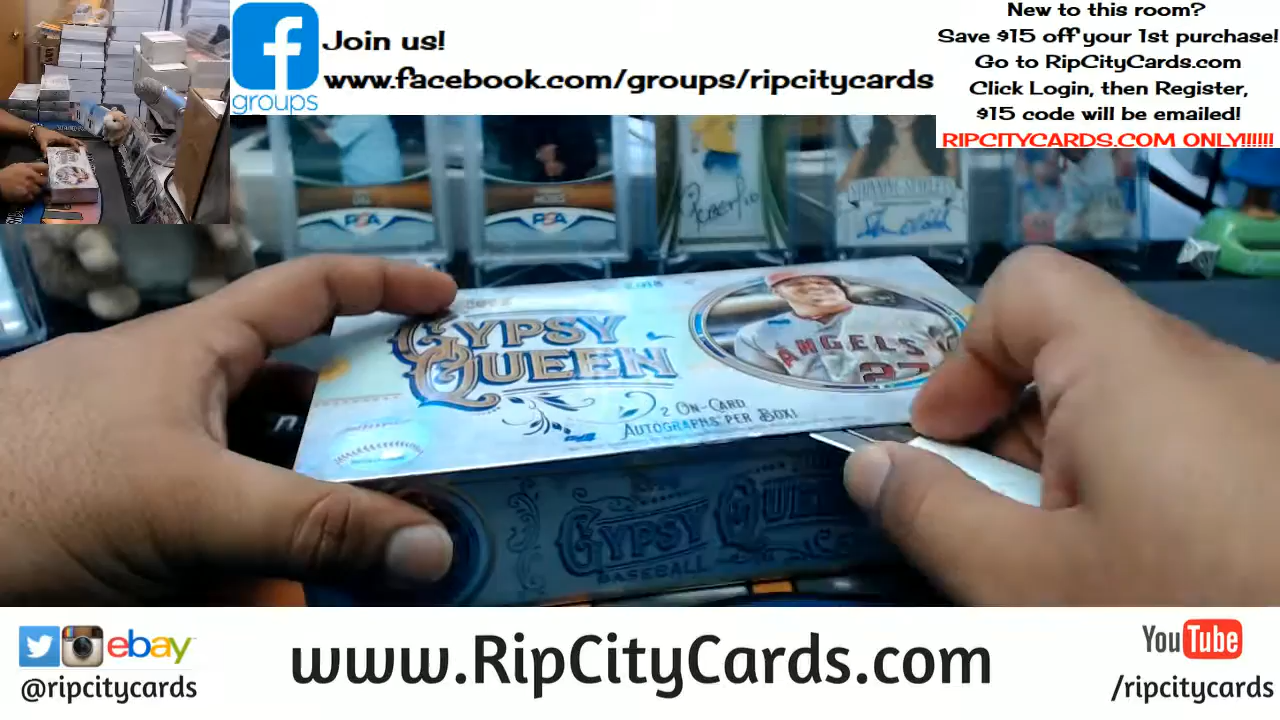 Join us!
www.facebook.com/groups/ripcitycards
groups
New to this room?
Save $15 off your 1st purchase!
Go to RipCityCards.com
Click Login, then Register,
$15 code will be emailed!
RIPCITYCARDS.COM ONLY!!!!!!
PSA
PSA
GYPSY
QUEEN
ANGELS
27
2 ON-CARD
AUTOGRAPHS PER BOX!
GYPSY QUEEN
BASEBALL
ebay
@ripcitycards
www.RipCityCards.com
YouTube
/ripcitycards